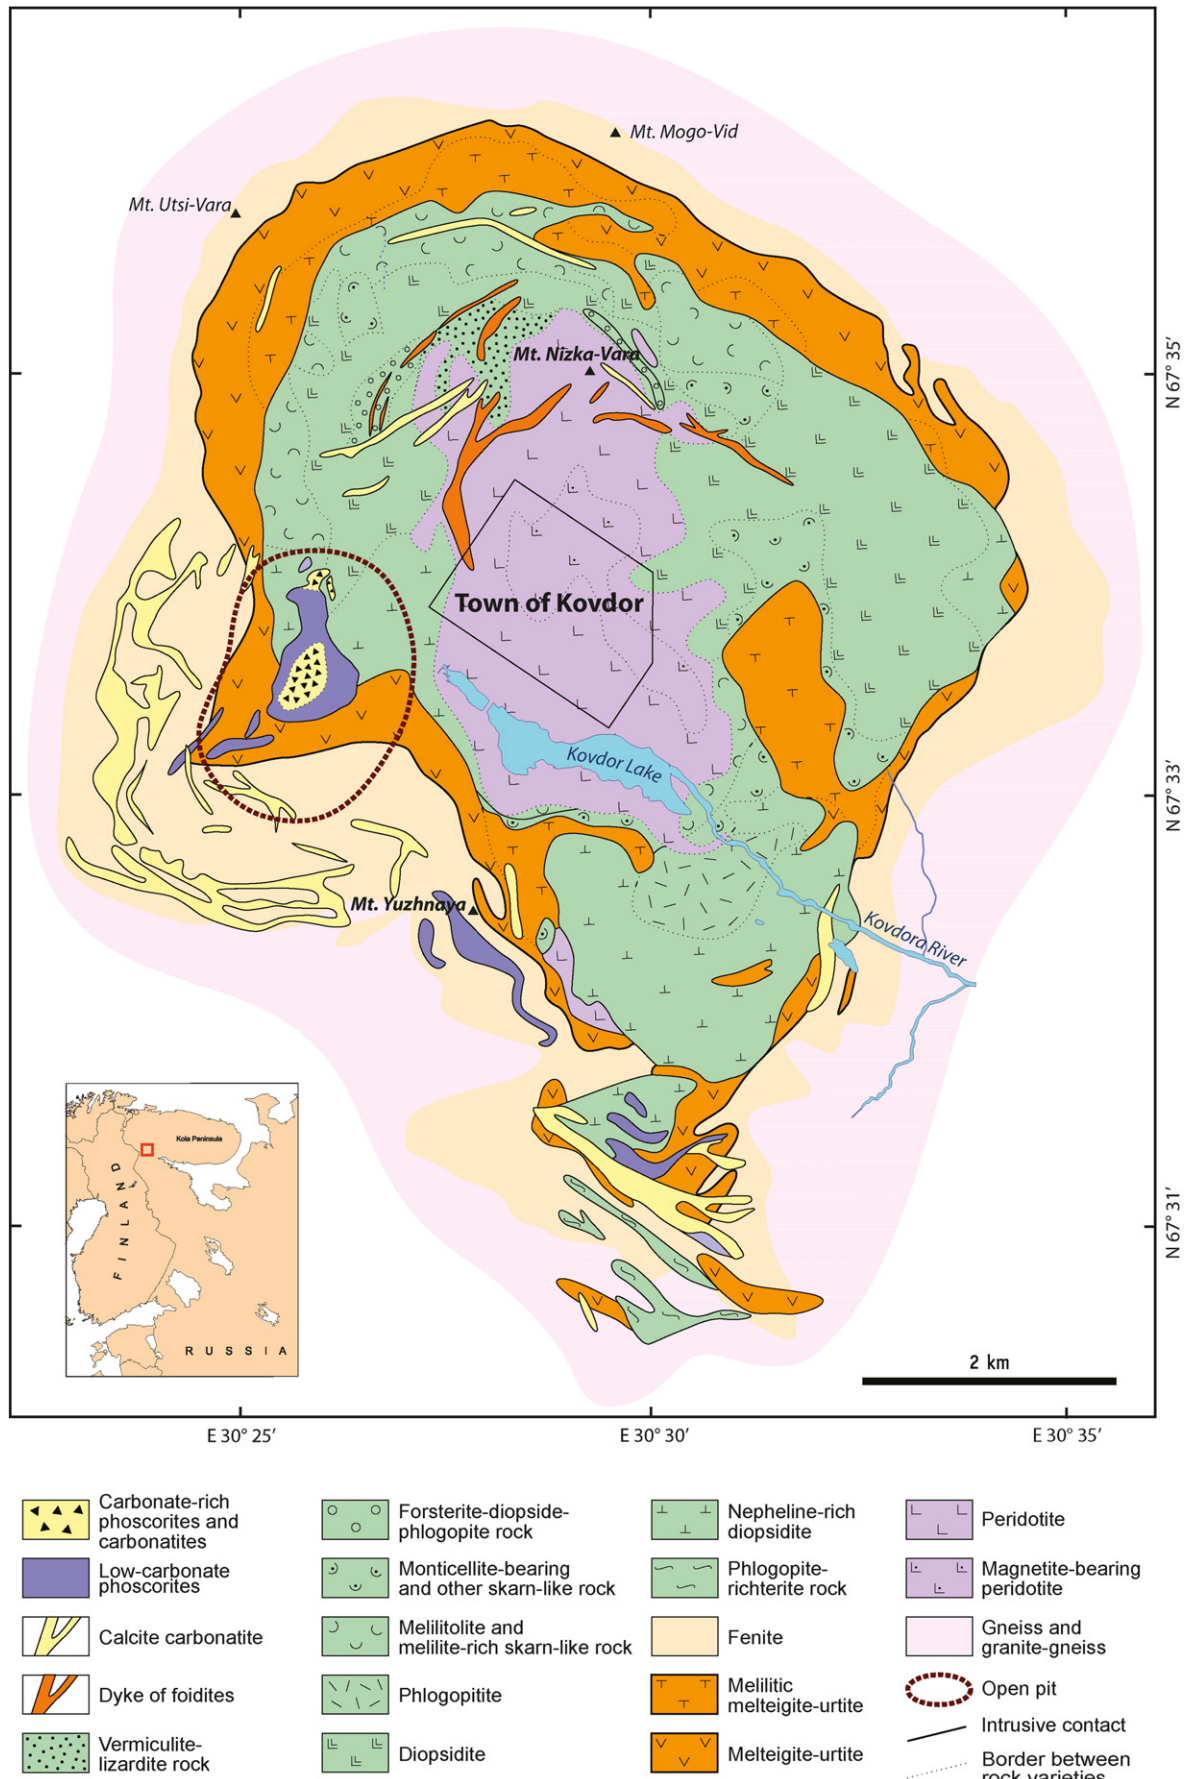 Mt. Mogo-Vid
Mt. Utsi-Vara
Mt. Nizka-Vara
N 67° 35′
Town of Kovdor
Kovdor Lake
N 67° 33′
Mt. Yuzhnaya
Kovdora River
Kola Peninsula
FINLAND
RUSSIA
N 67° 31′
2 km
E 30° 25′
E 30° 30′
E 30° 35′
Carbonate-rich
phoscorites and
carbonatites
Low-carbonate
phoscorites
Calcite carbonatite
Dyke of foidites
Vermiculite-
lizardite rock
Forsterite-diopside-
phlogopite rock
Monticellite-bearing
and other skarn-like rock
Melilitolite and
melilite-rich skarn-like rock
Phlogopitite
Diopsidite
Nepheline-rich
diopsidite
Phlogopite-
richterite rock
Fenite
Melilitic
melteigite-urtite
Melteigite-urtite
Peridotite
Magnetite-bearing
peridotite
Gneiss and
granite-gneiss
Open pit
Intrusive contact
Border between
rock varieties